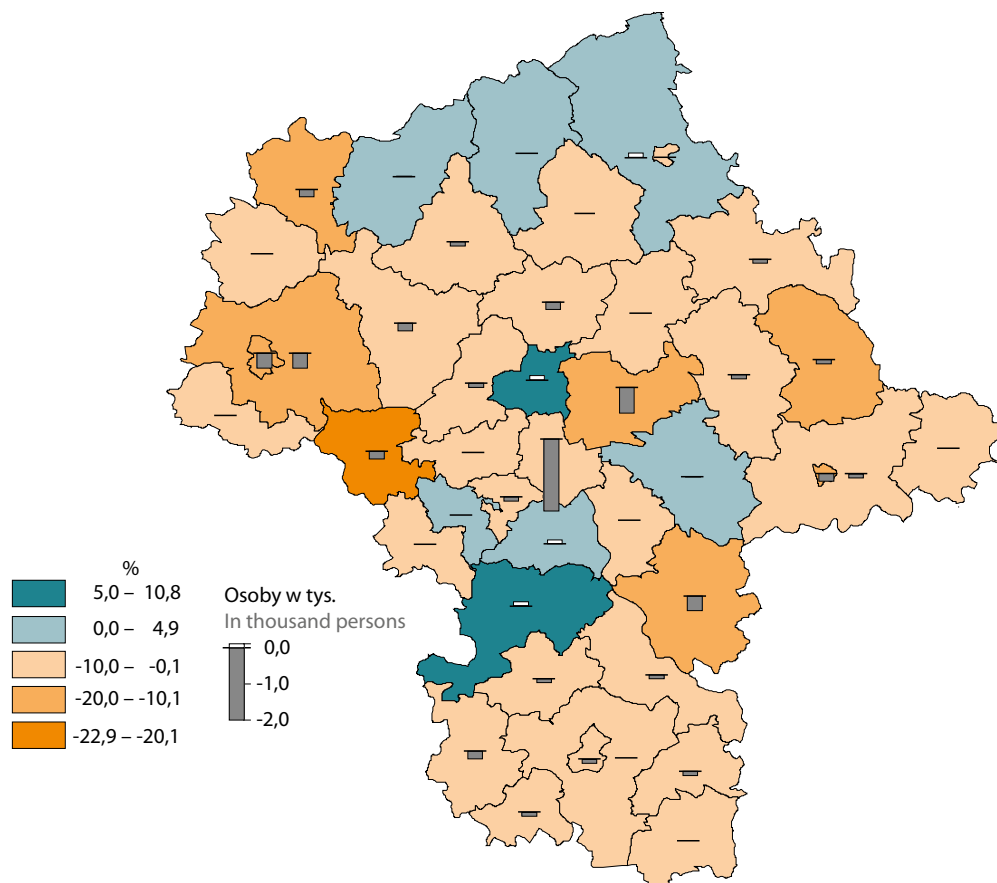 %
5,0 – 10,8
0,0 – 4,9
-10,0 – -0,1
-20,0 – -10,1
-22,9 – -20,1
Osoby w tys.
In thousand persons
0,0
-1,0
-2,0